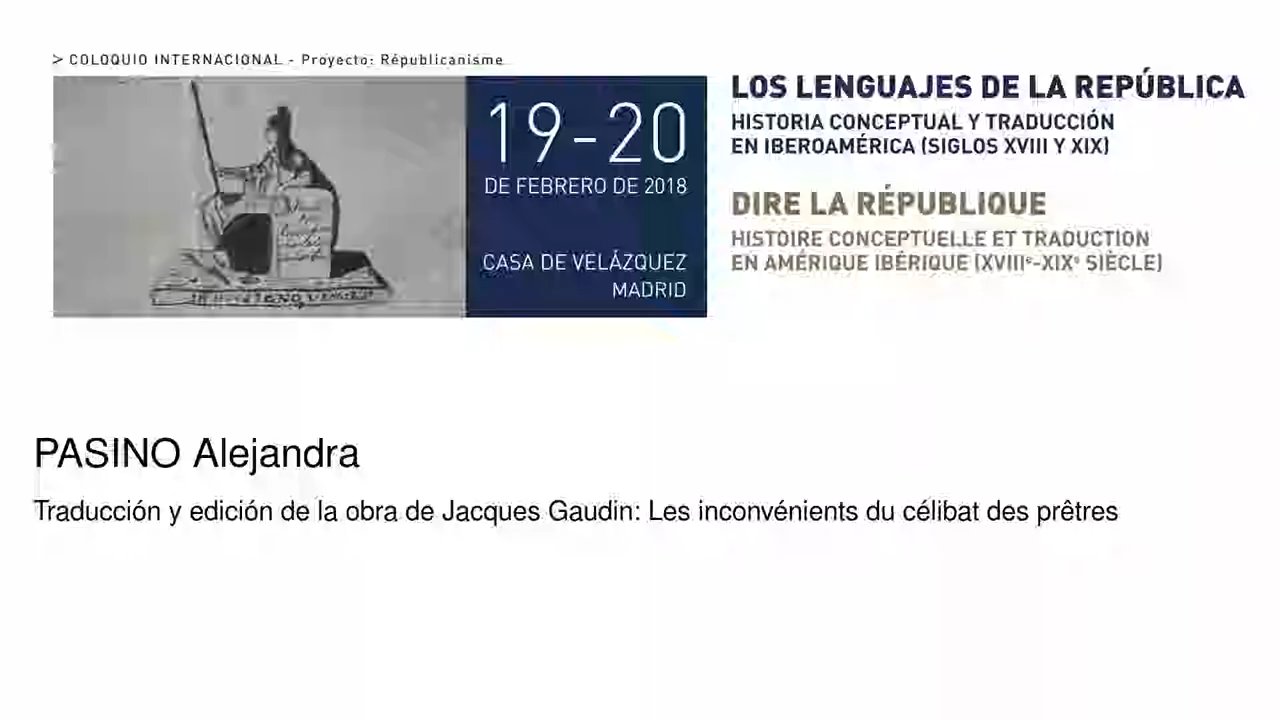 > COLOQUIO INTERNACIONAL - Proyecto: Républicanisme
19-20
DE FEBRERO DE 2018
CASA DE VELÁZQUEZ
MADRID
LOS LENGUAJES DE LA REPÚBLICA
HISTORIA CONCEPTUAL Y TRADUCCIÓN
EN IBEROAMÉRICA (SIGLOS XVIII Y XIX)
DIRE LA RÉPUBLIQUE
HISTOIRE CONCEPTUELLE ET TRADUCTION
EN AMÉRIQUE IBÉRIQUE (XVIIIᵉ-XIXᵉ SIÈCLE)
PASINO Alejandra
Traducción y edición de la obra de Jacques Gaudin: Les inconvénients du célibat des prêtres